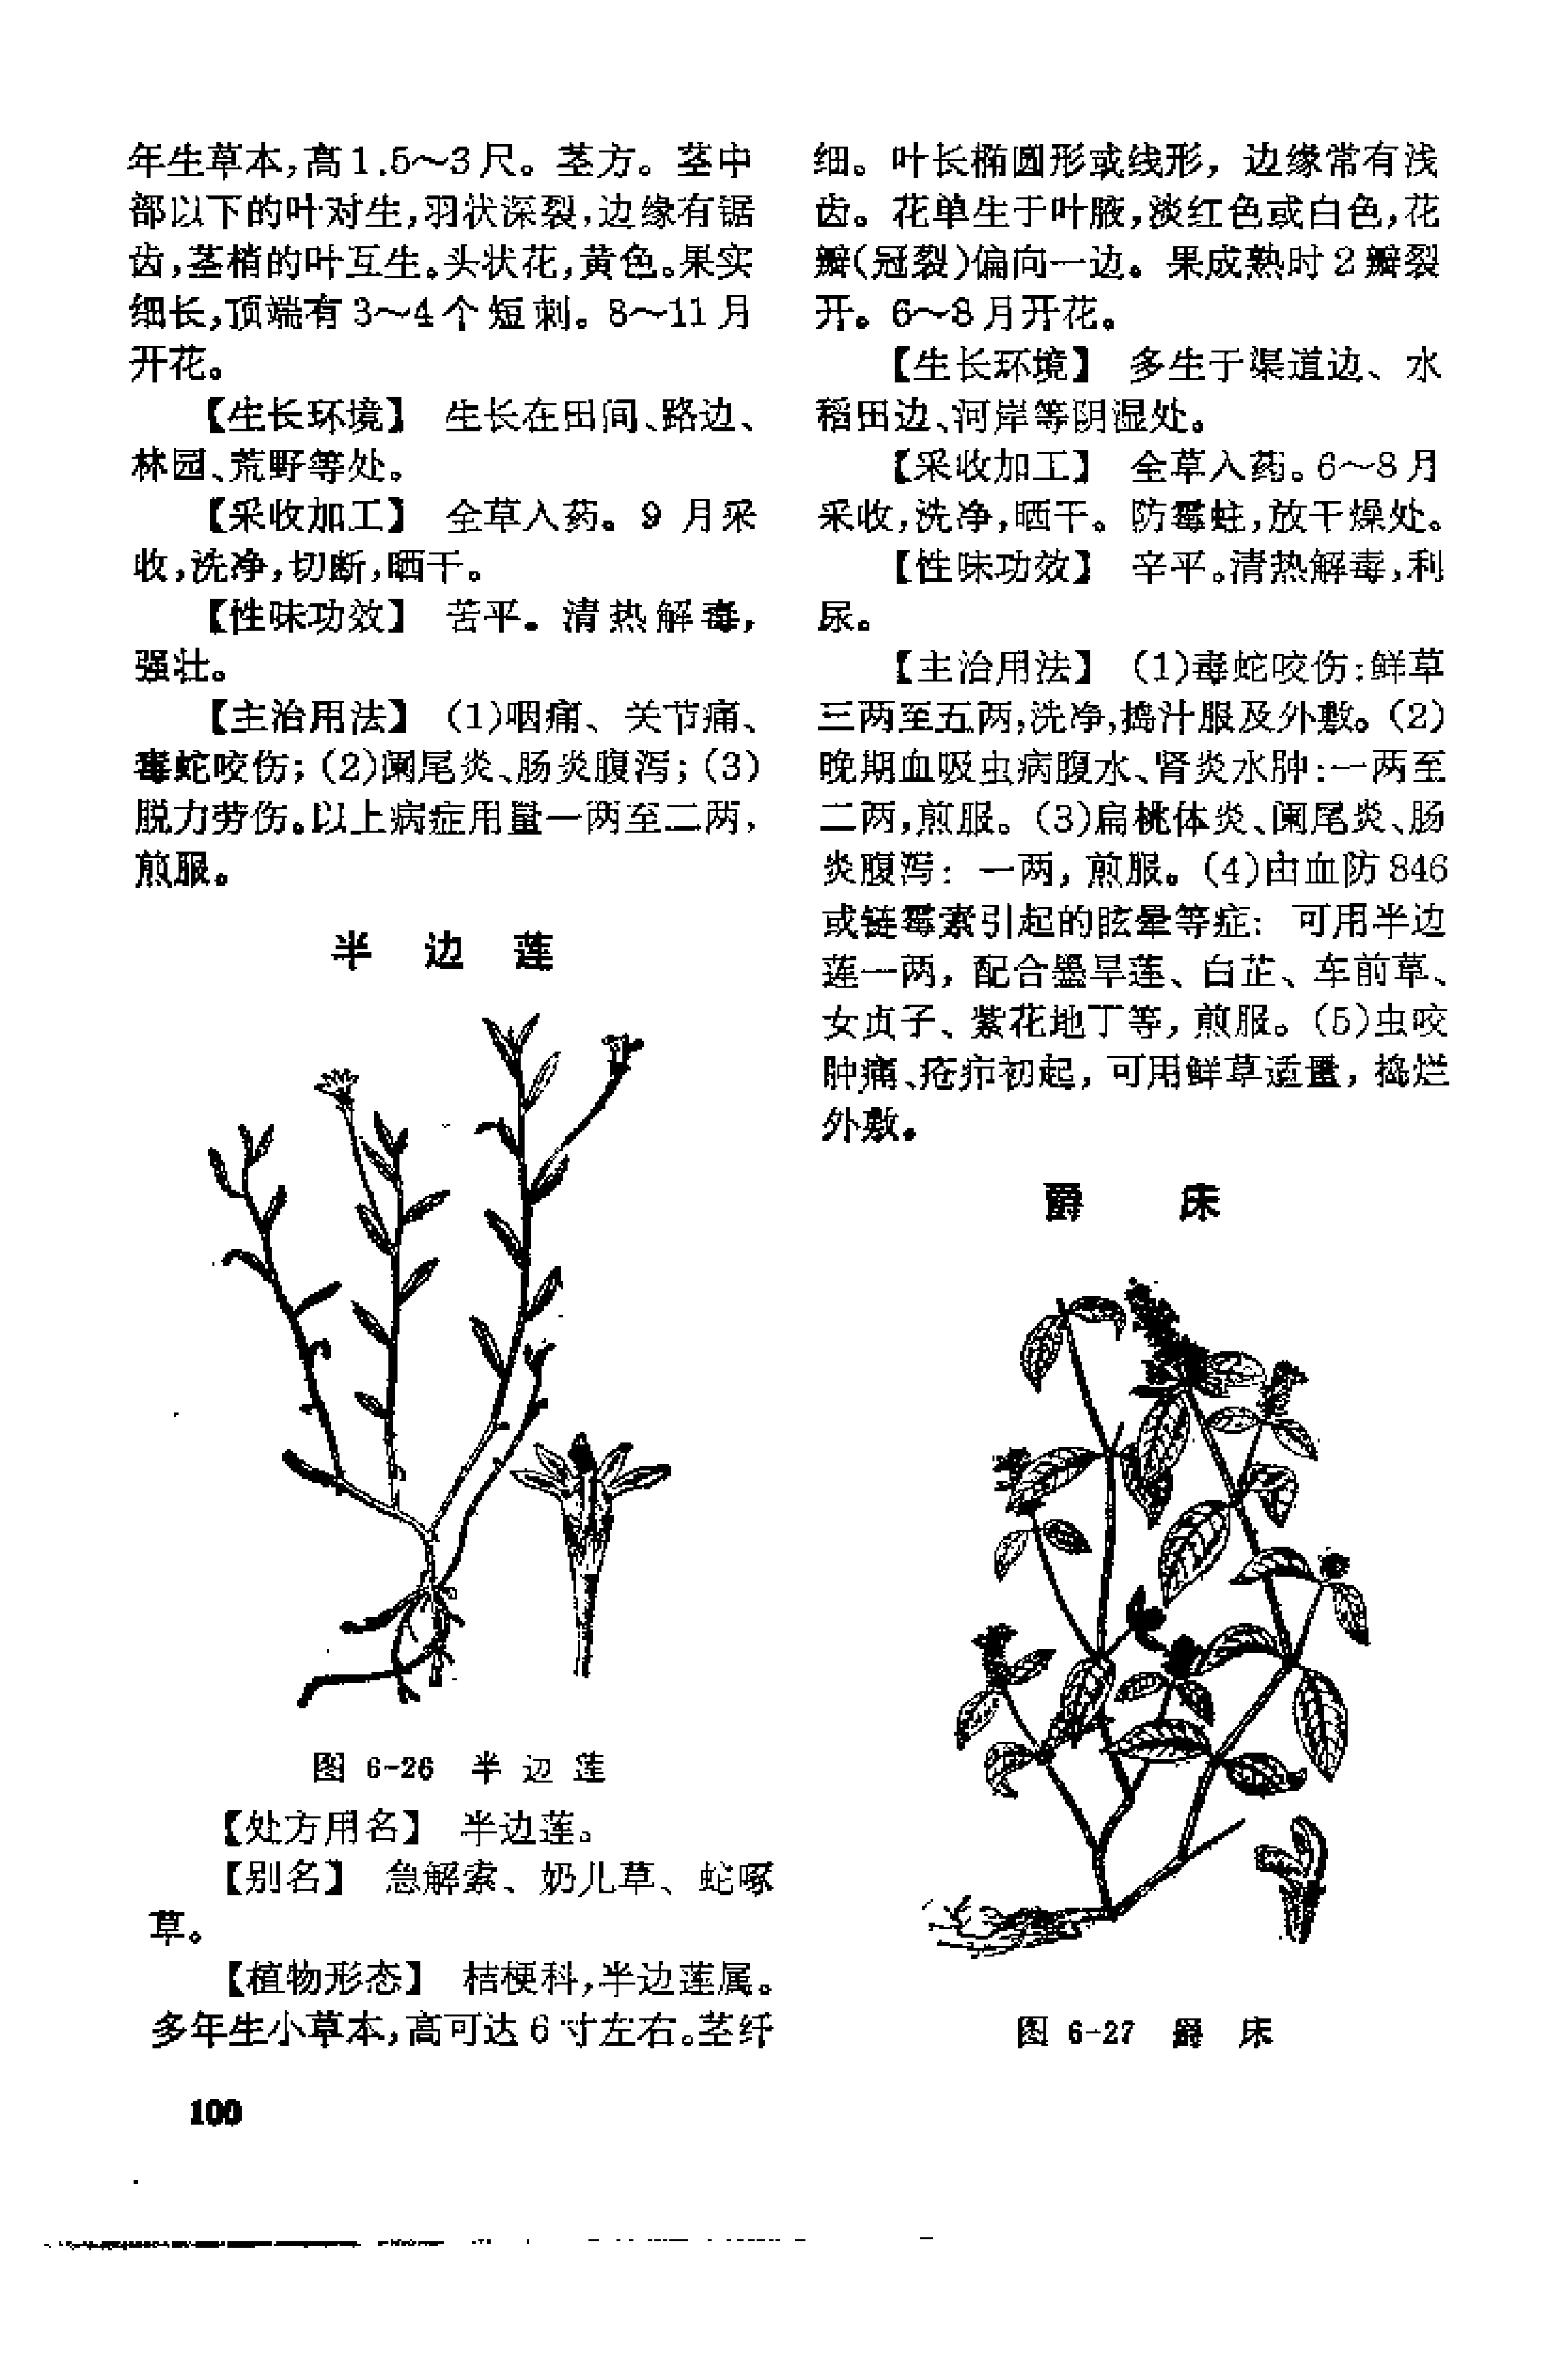 年生草本,高1.5～3尺。茎方。茎中
部以下的叶对生,羽状深裂,边缘有锯
齿,茎梢的叶互生。头状花,黄色。果实
细长,顶端有3～4个短刺。8～11月
开花。
【生长环境】 生长在田间、路边、
林园、荒野等处。
【采收加工】 全草入药。9月采
收,洗净,切断,晒干。
【性味功效】 苦平。清热解毒,
强壮。
【主治用法】 (1)咽痛、关节痛、
毒蛇咬伤;(2)阑尾炎、肠炎腹泻;(3)
脱力劳伤。以上病症用量一两至二两,
煎服。
半边莲
图 6-26 半边莲
【处方用名】 半边莲。
【别名】 急解索、奶儿草、蛇啄
草。
【植物形态】 桔梗科,半边莲属。
多年生小草本,高可达6寸左右。茎纤
细。叶长椭圆形或线形,边缘常有浅
齿。花单生于叶腋,淡红色或白色,花
瓣(冠裂)偏向一边。果成熟时2瓣裂
开。6～8月开花。
【生长环境】 多生于渠道边、水
稻田边、河岸等阴湿处。
【采收加工】 全草入药。6～8月
采收,洗净,晒干。防霉蛀,放干燥处。
【性味功效】 辛平。清热解毒,利
尿。
【主治用法】 (1)毒蛇咬伤:鲜草
三两至五两,洗净,捣汁服及外敷。(2)
晚期血吸虫病腹水、肾炎水肿:一两至
二两,煎服。(3)扁桃体炎、阑尾炎、肠
炎腹泻:一两,煎服。(4)由血防846
或链霉素引起的眩晕等症:可用半边
莲一两,配合墨旱莲、白芷、车前草、
女贞子、紫花地丁等,煎服。(5)虫咬
肿痛、疮疖初起,可用鲜草适量,捣烂
外敷。
爵床
图 6-27 爵床
100